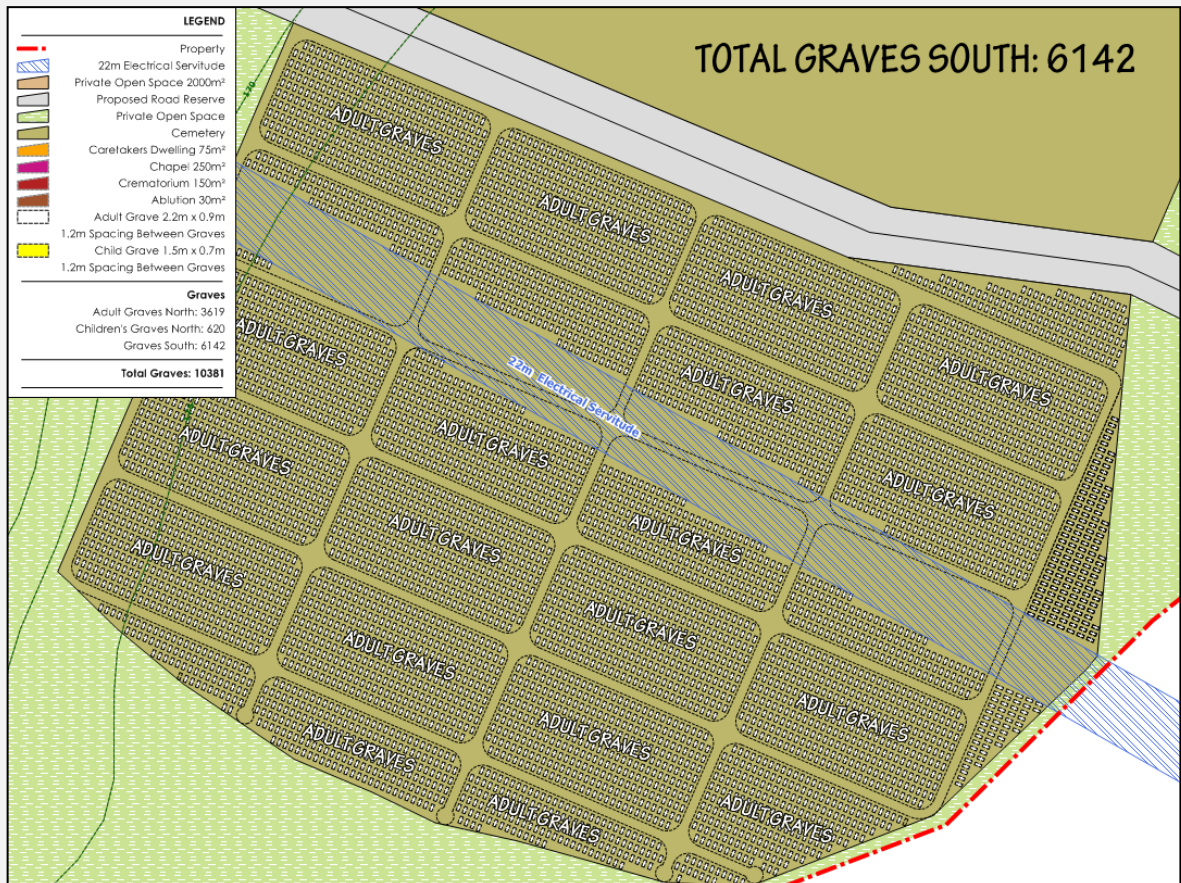 LEGEND
Property
22m Electrical Servitude
Private Open Space 2000m²
Proposed Road Reserve
Private Open Space
Cemetery
Caretakers Dwelling 75m²
Chapel 250m²
Crematorium 150m²
Ablution 30m²
Adult Grave 2.2m x 0.9m
1.2m Spacing Between Graves
Child Grave 1.5m x 0.7m
1.2m Spacing Between Graves
Graves
Adult Graves North: 3619
Children's Graves North: 620
Graves South: 6142
Total Graves: 10381
TOTAL GRAVES SOUTH: 6142
ADULT GRAVES
ADULT GRAVES
ADULT GRAVES
ADULT GRAVES
ADULT GRAVES
ADULT GRAVES
ADULT GRAVES
22m Electrical Servitude
ADULT GRAVES
ADULT GRAVES
ADULT GRAVES
ADULT GRAVES
ADULT GRAVES
ADULT GRAVES
ADULT GRAVES
ADULT GRAVES
ADULT GRAVES
ADULT GRAVES
ADULT GRAVES
ADULT GRAVES
ADULT GRAVES